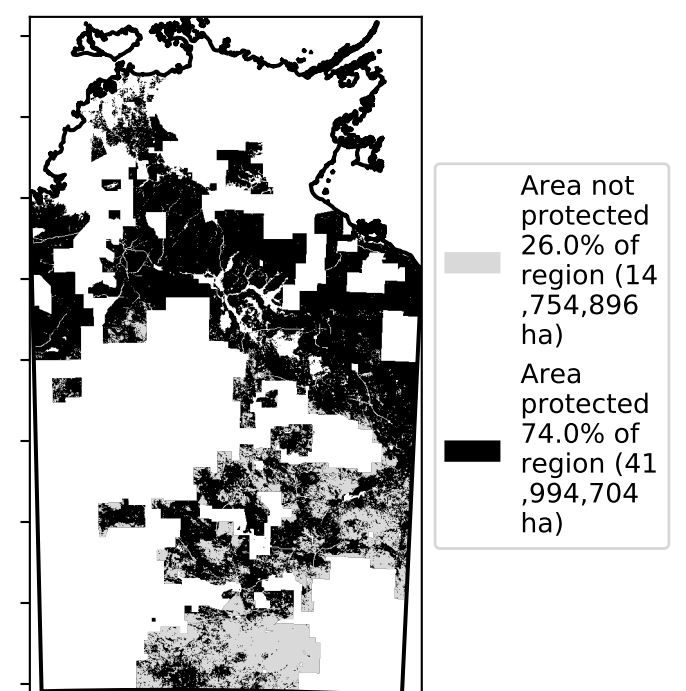 Area not
protected
26.0% of
region (14
,754,896
ha)
Area
protected
74.0% of
region (41
,994,704
ha)